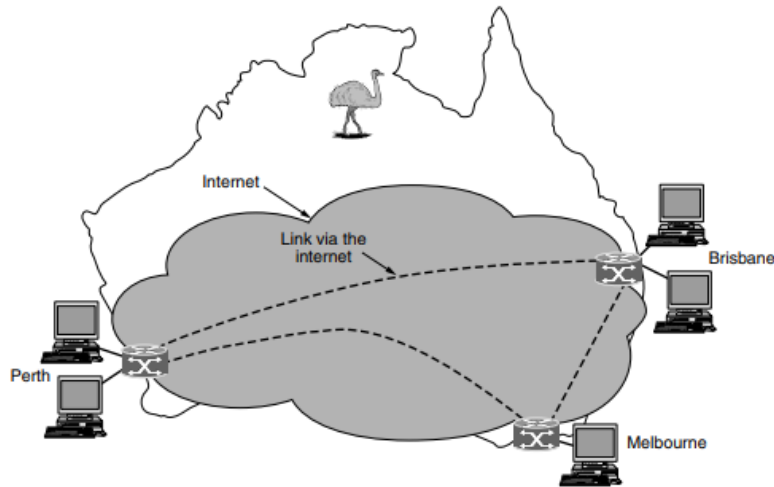 Internet
Link via the
internet
Brisbane
Perth
Melbourne